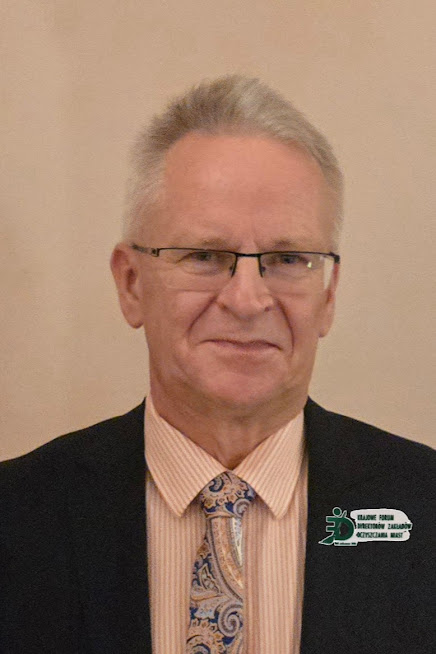 KRAJOWE FORUM
DYREKTORÓW ZAKŁADÓW
OCZYSZCZANIA MIAST